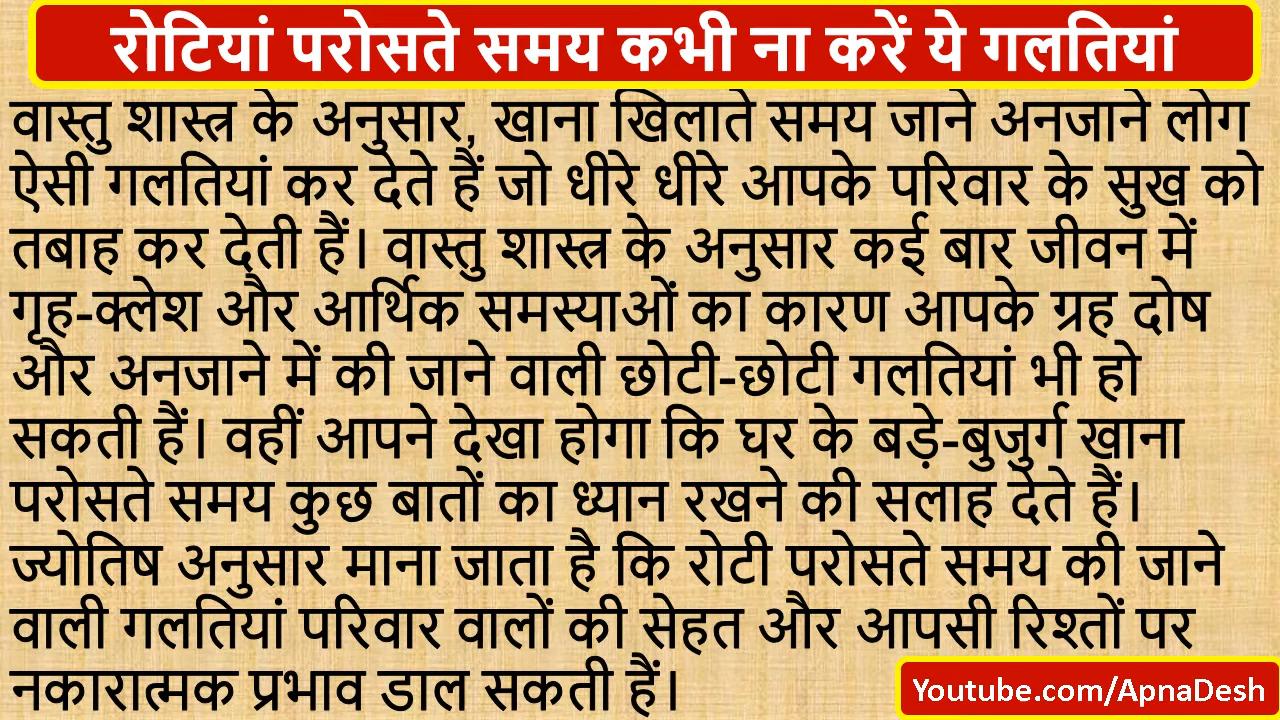 रोटियां परोसते समय कभी ना करें ये गलतियां
वास्तु शास्त्र के अनुसार, खाना खिलाते समय जाने अनजाने लोग
ऐसी गलतियां कर देते हैं जो धीरे धीरे आपके परिवार के सुख को
तबाह कर देती हैं। वास्तु शास्त्र के अनुसार कई बार जीवन में
गृह-क्लेश और आर्थिक समस्याओं का कारण आपके ग्रह दोष
और अनजाने में की जाने वाली छोटी-छोटी गलतियां भी हो
सकती हैं। वहीं आपने देखा होगा कि घर के बड़े-बुजुर्ग खाना
परोसते समय कुछ बातों का ध्यान रखने की सलाह देते हैं।
ज्योतिष अनुसार माना जाता है कि रोटी परोसते समय की जाने
वाली गलतियां परिवार वालों की सेहत और आपसी रिश्तों पर
नकारात्मक प्रभाव डाल सकती हैं।
Youtube.com/ApnaDesh